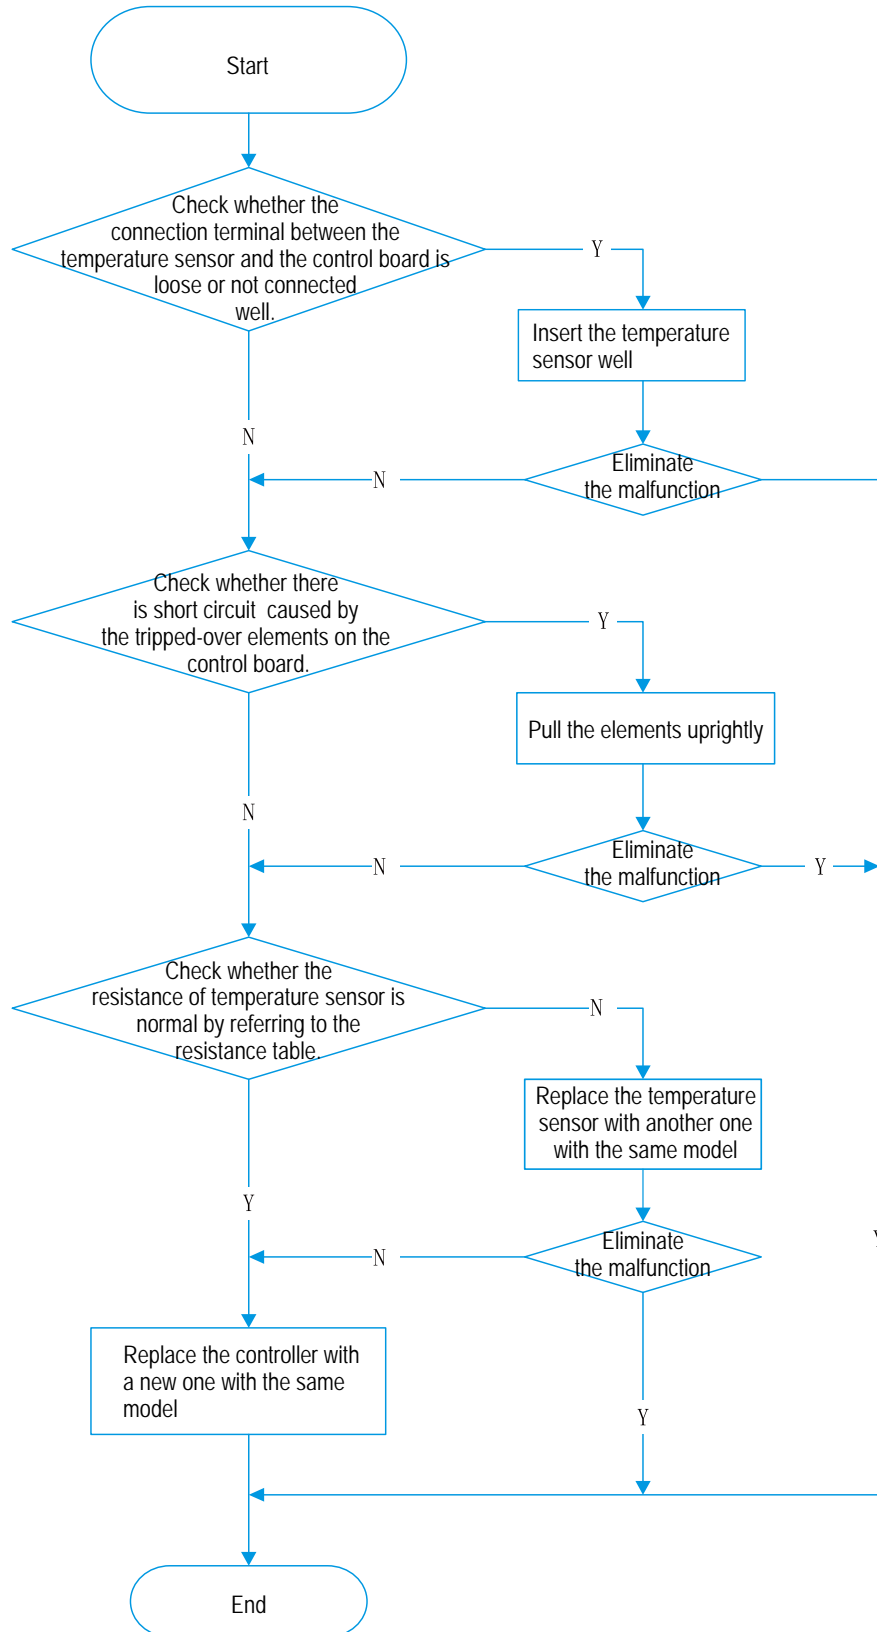 Start
Check whether the
connection terminal between the
temperature sensor and the control board is
loose or not connected
well.
Y
Insert the temperature
sensor well
N
Eliminate
the malfunction
N
Check whether there
is short circuit caused by
the tripped-over elements on the
control board.
Y
Pull the elements uprightly
N
Eliminate
the malfunction
N
Y
Check whether the
resistance of temperature sensor is
normal by referring to the
resistance table.
N
Replace the temperature
sensor with another one
with the same model
Y
Eliminate
the malfunction
N
Y
Replace the controller with
a new one with the same
model
Y
End